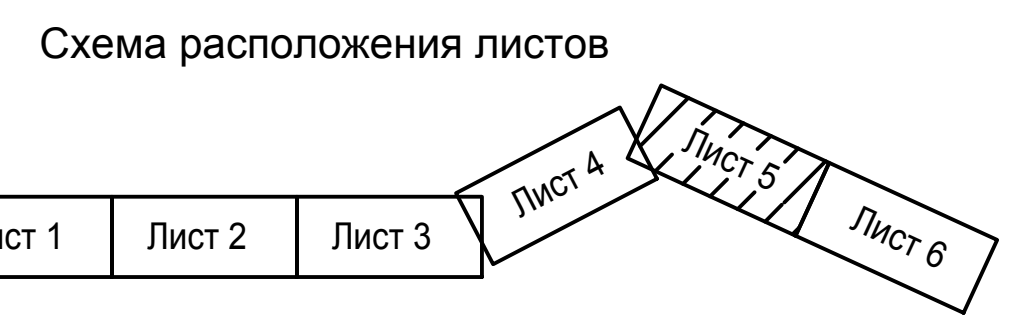 Схема расположения листов
ист 1
Лист 2
Лист 3
Лист 4
Лист 5
Лист 6